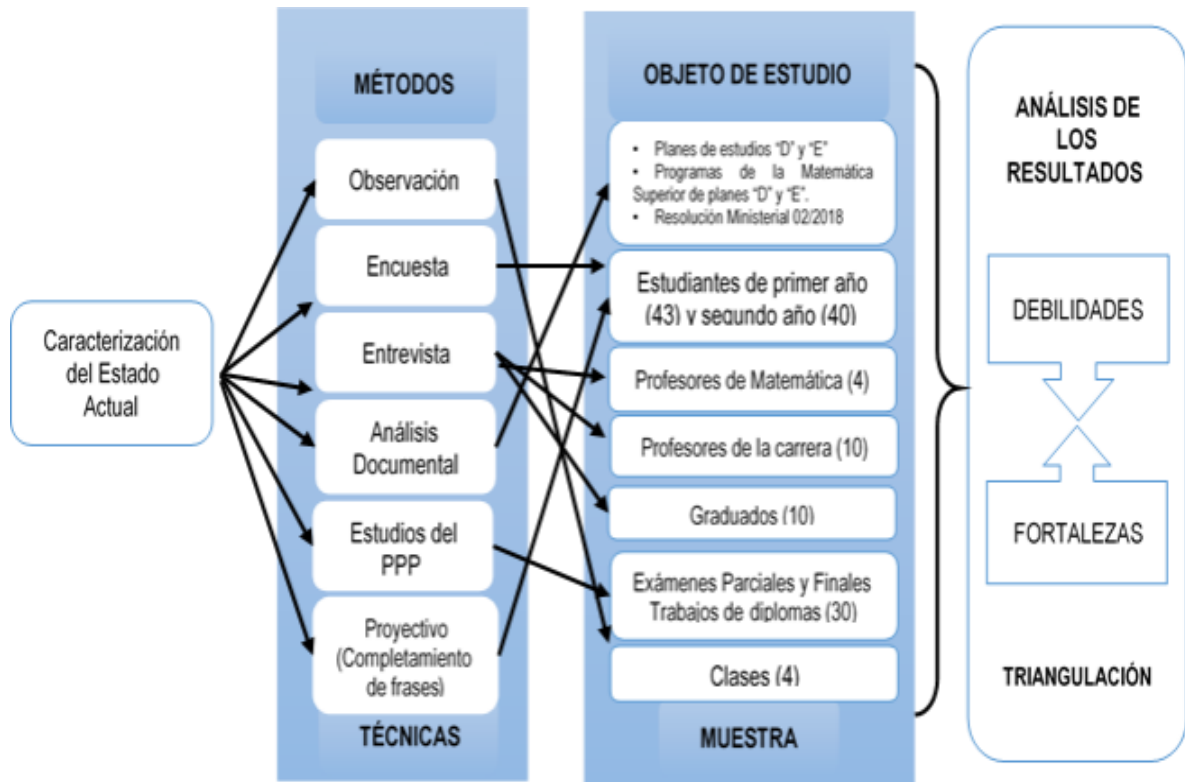 Caracterización
del Estado
Actual
MÉTODOS
Observación
Encuesta
Entrevista
Análisis
Documental
Estudios del
PPP
Proyectivo
(Completamiento
de frases)
TÉCNICAS
OBJETO DE ESTUDIO
• Planes de estudios “D” y “E”
• Programas de la Matemática
Superior de planes “D” y “E”.
• Resolución Ministerial 02/2018
Estudiantes de primer año
(43) y segundo año (40)
Profesores de Matemática (4)
Profesores de la carrera (10)
Graduados (10)
Exámenes Parciales y Finales
Trabajos de diplomas (30)
Clases (4)
MUESTRA
ANÁLISIS DE
LOS
RESULTADOS
DEBILIDADES
FORTALEZAS
TRIANGULACIÓN